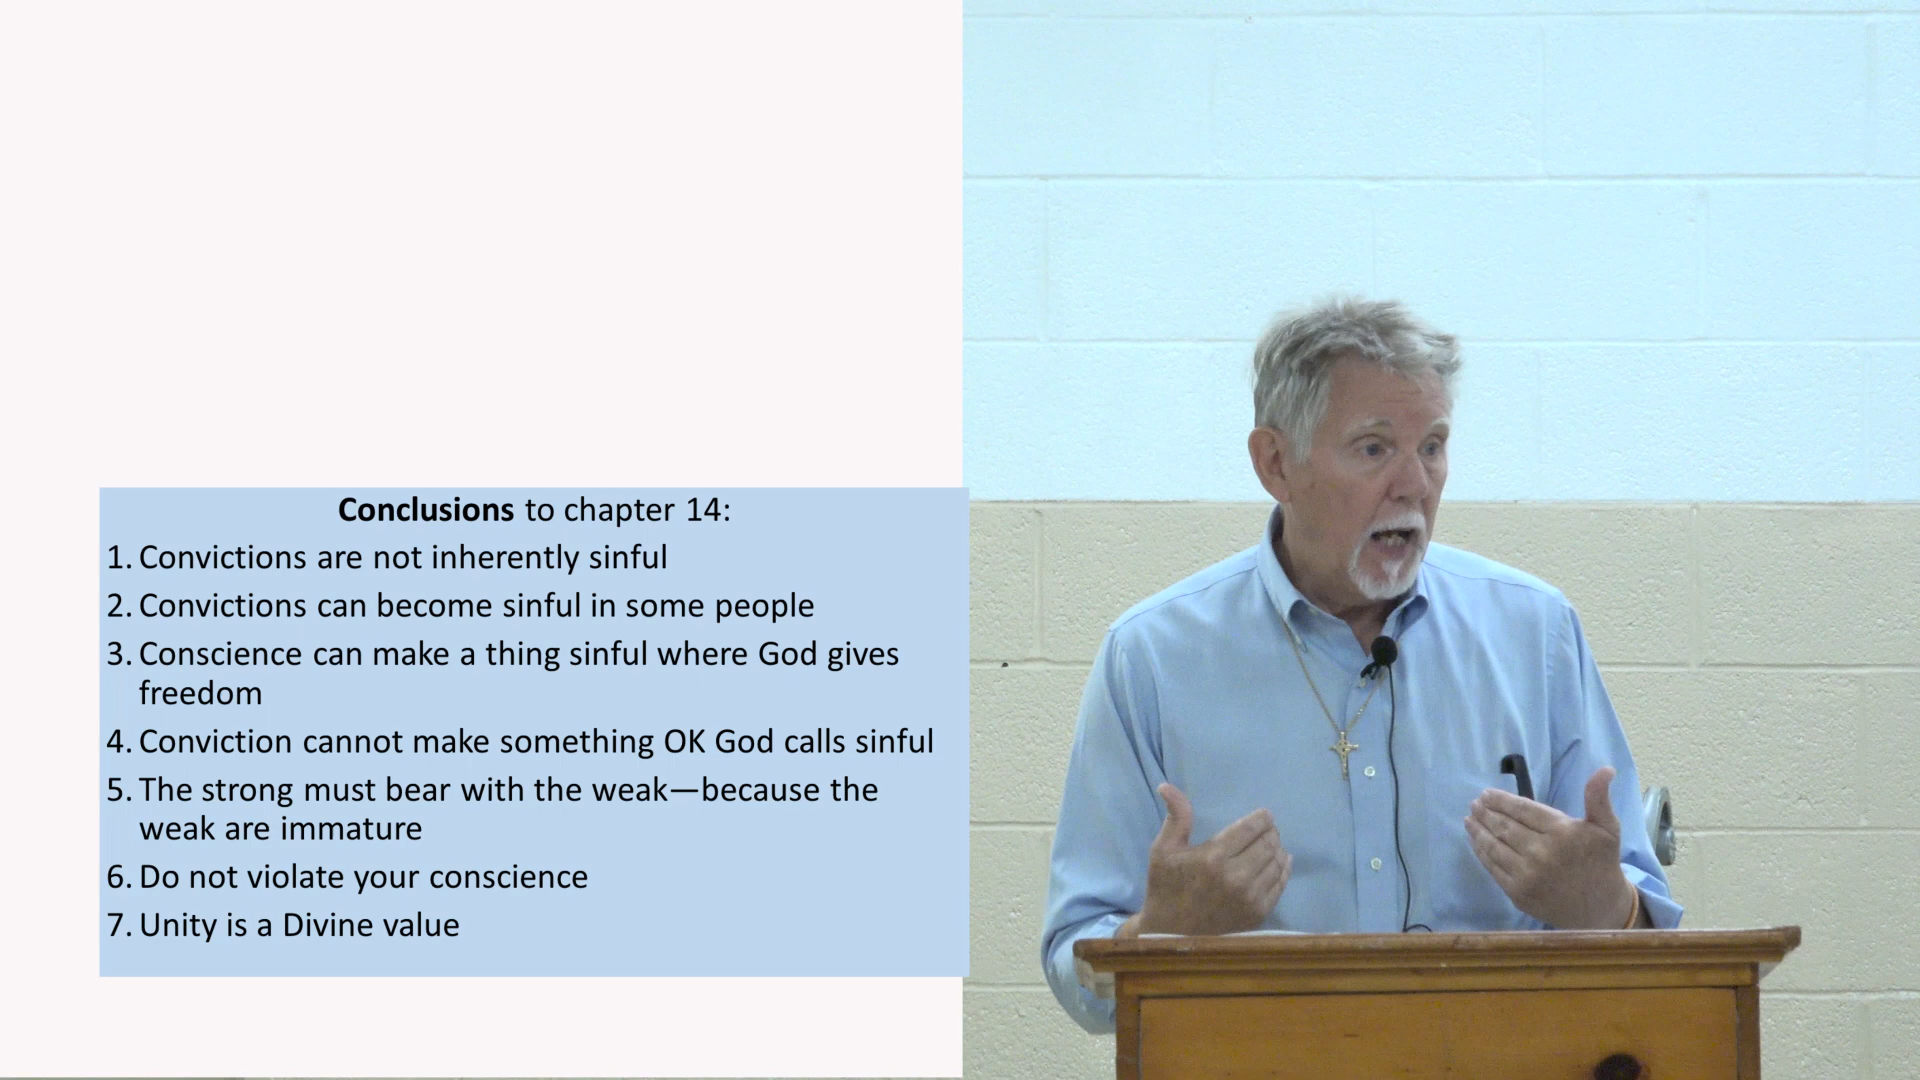 Conclusions to chapter 14:
1. Convictions are not inherently sinful
2. Convictions can become sinful in some people
3. Conscience can make a thing sinful where God gives
freedom
4. Conviction cannot make something OK God calls sinful
5. The strong must bear with the weak—because the
weak are immature
6. Do not violate your conscience
7. Unity is a Divine value